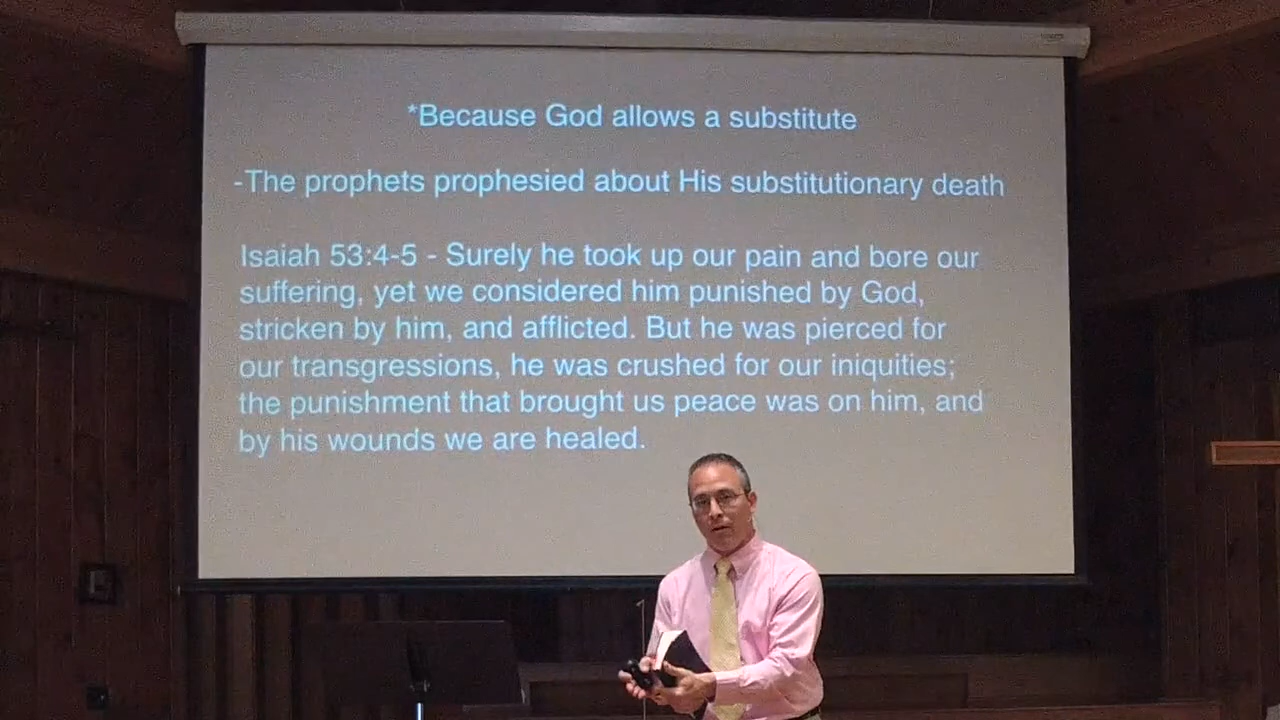 *Because God allows a substitute
-The prophets prophesied about His substitutionary death
Isaiah 53:4-5 - Surely he took up our pain and bore our
suffering, yet we considered him punished by God,
stricken by him, and afflicted. But he was pierced for
our transgressions, he was crushed for our iniquities;
the punishment that brought us peace was on him, and
by his wounds we are healed.